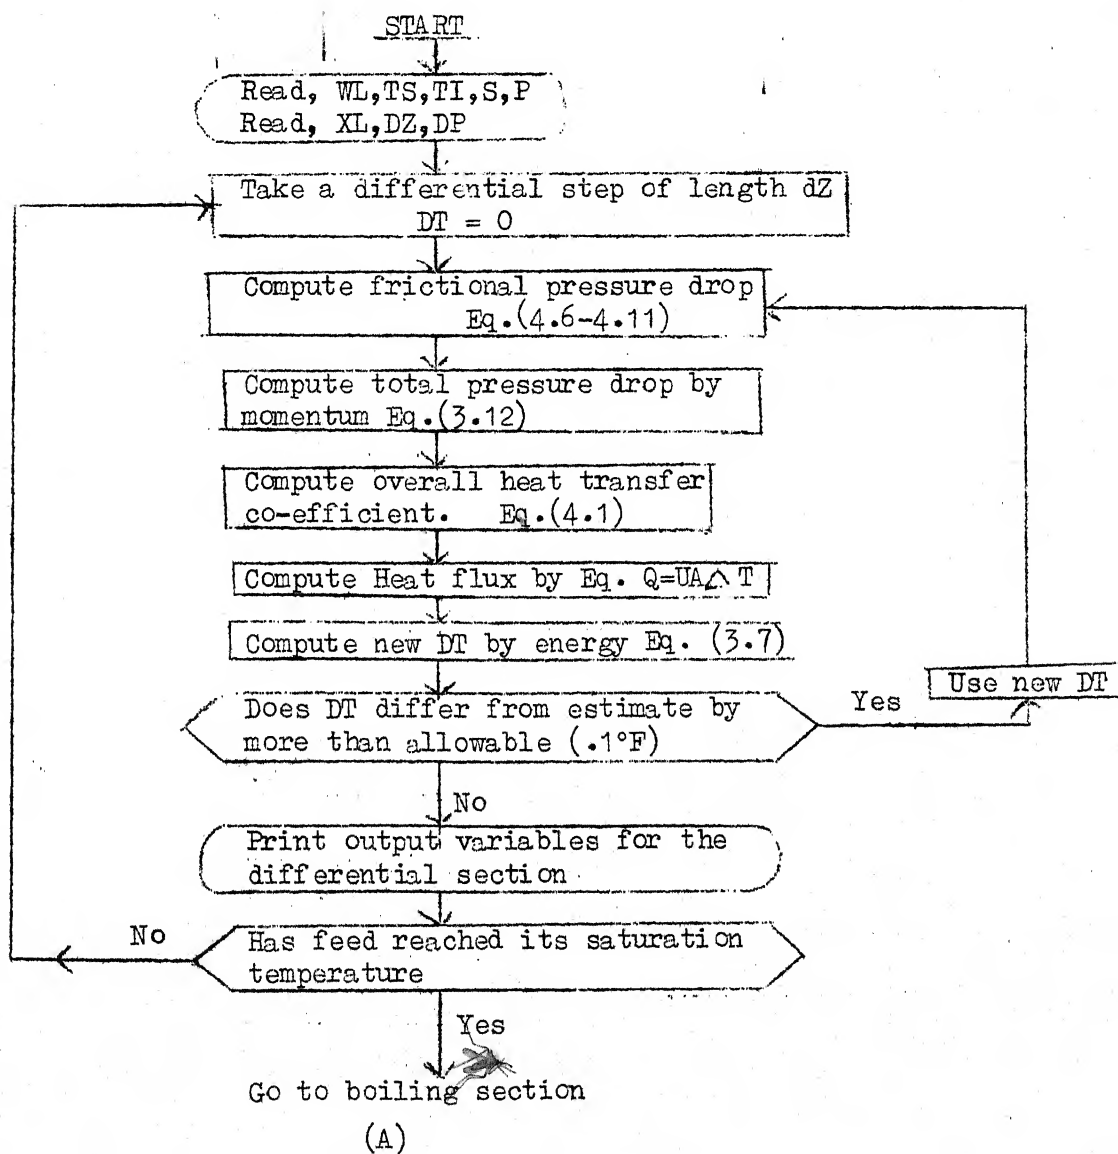 START
Read, WL,TS,TI,S,P
Read, XL,DZ,DP
Take a differential step of length dZ
DT = 0
Compute frictional pressure drop
Eq.(4.6-4.11)
Compute total pressure drop by
momentum Eq.(3.12)
Compute overall heat transfer
co-efficient. Eq.(4.1)
Compute Heat flux by Eq. Q=UA△T
Compute new DT by energy Eq. (3.7)
Use new DT
Does DT differ from estimate by
more than allowable (.1°F)
Yes
No
Print output variables for the
differential section
No
Has feed reached its saturation
temperature
Yes
Go to boiling section
(A)